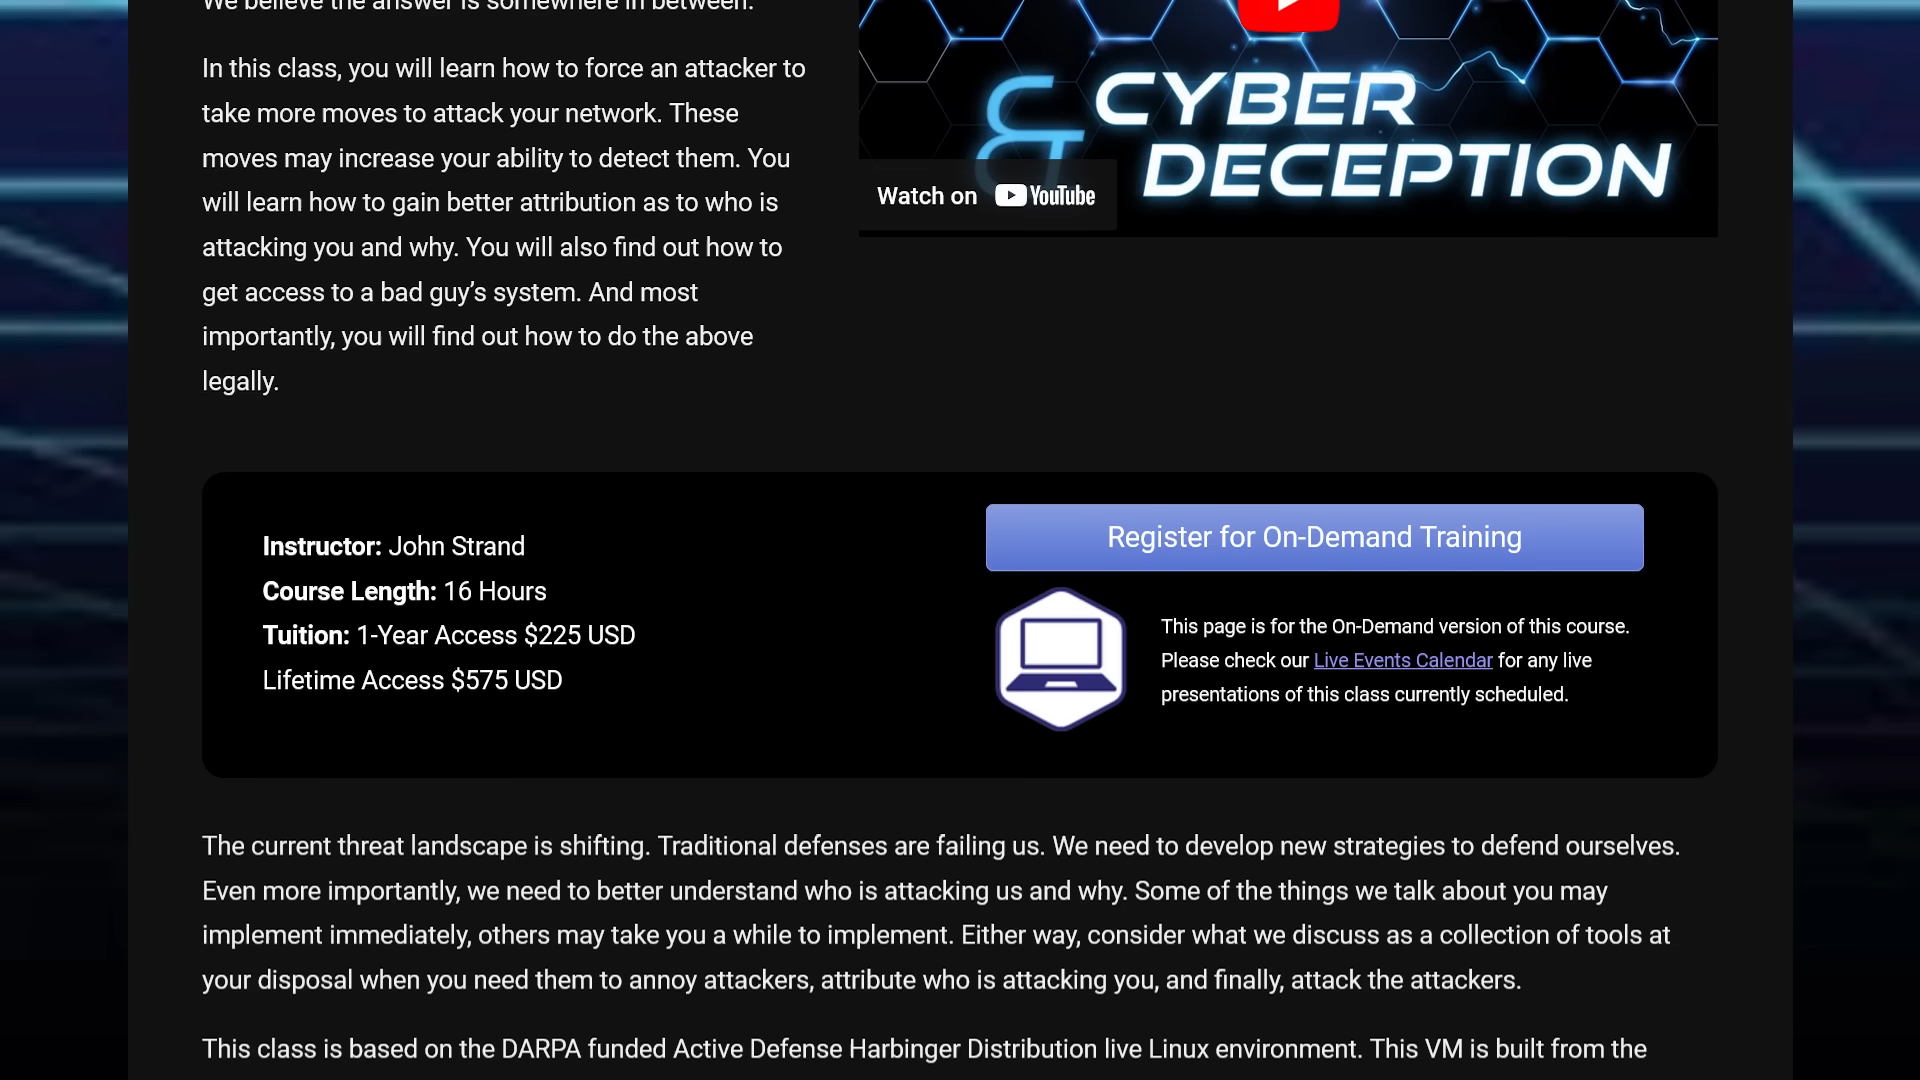 We believe the answer is somewhere in between.
In this class, you will learn how to force an attacker to
take more moves to attack your network. These
moves may increase your ability to detect them. You
will learn how to gain better attribution as to who is
attacking you and why. You will also find out how to
get access to a bad guy’s system. And most
importantly, you will find out how to do the above
legally.
& CYBER
DECEPTION
Watch on YouTube
Instructor: John Strand
Course Length: 16 Hours
Tuition: 1-Year Access $225 USD
Lifetime Access $575 USD
Register for On-Demand Training
This page is for the On-Demand version of this course.
Please check our Live Events Calendar for any live
presentations of this class currently scheduled.
The current threat landscape is shifting. Traditional defenses are failing us. We need to develop new strategies to defend ourselves.
Even more importantly, we need to better understand who is attacking us and why. Some of the things we talk about you may
implement immediately, others may take you a while to implement. Either way, consider what we discuss as a collection of tools at
your disposal when you need them to annoy attackers, attribute who is attacking you, and finally, attack the attackers.
This class is based on the DARPA funded Active Defense Harbinger Distribution live Linux environment. This VM is built from the